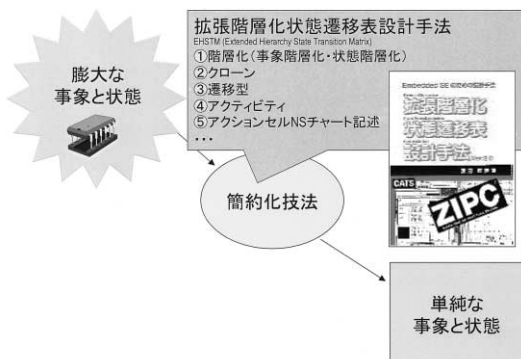 拡張階層化状態遷移表設計手法
EHSTM (Extended Hierarchy State Transition Matrix)
①階層化(事象階層化・状態階層化)
②クローン
③遷移型
④アクティビティ
⑤アクションセルNSチャート記述
・・・
膨大な
事象と状態
簡約化技法
拡張階層化
状態遷移表
設計手法
CATS
ZIPC
単純な
事象と状態